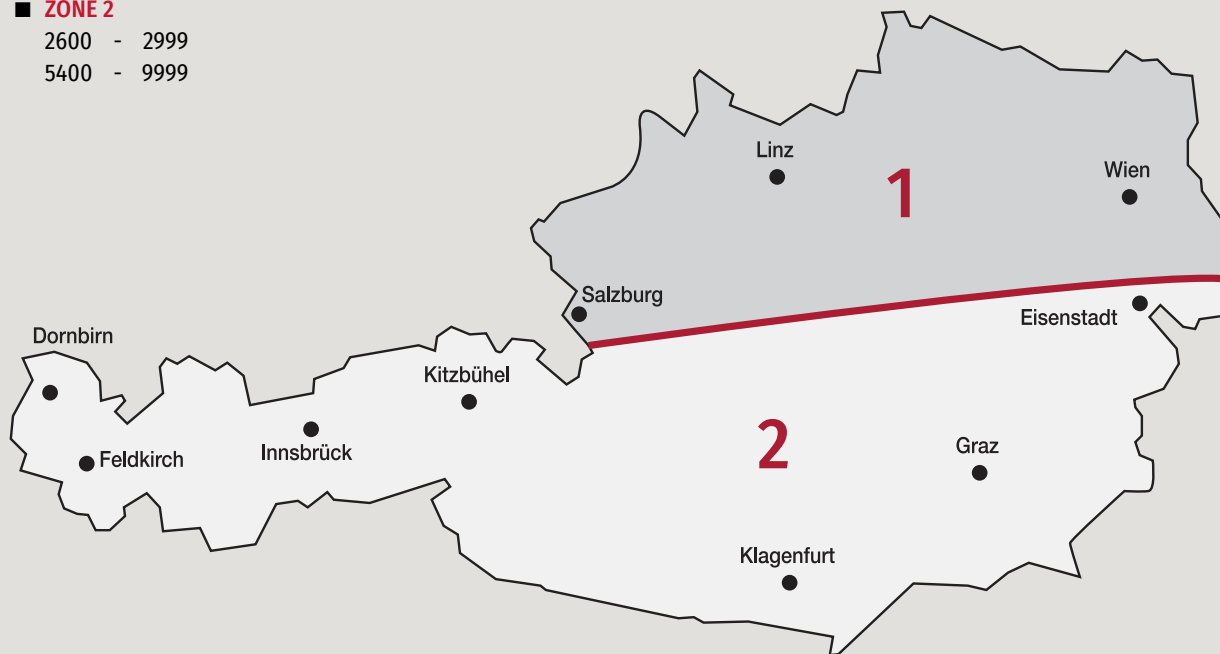 ZONE 2
2600 - 2999
5400 - 9999
Linz
1
Wien
Salzburg
Eisenstadt
Dornbirn
Kitzbühel
2
Graz
Feldkirch
Innsbrück
Klagenfurt